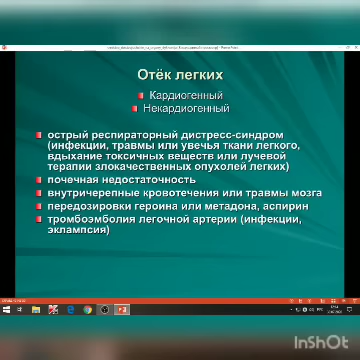 Отёк легких
Кардиогенный
Некардиогенный
острый респираторный дистресс-синдром
(инфекции, травмы или увечья ткани легкого,
вдыхание токсичных веществ или лучевой
терапии злокачественных опухолей легких)
почечная недостаточность
внутричерепные кровотечения или травмы мозга
передозировки героина или метадона, аспирин
тромбоэмболия легочной артерии (инфекции,
эклампсия)
InShOt